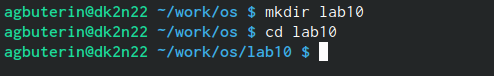 agbuterin@dk2n22 ~/work/os $ mkdir lab10
agbuterin@dk2n22 ~/work/os $ cd lab10
agbuterin@dk2n22 ~/work/os/lab10 $